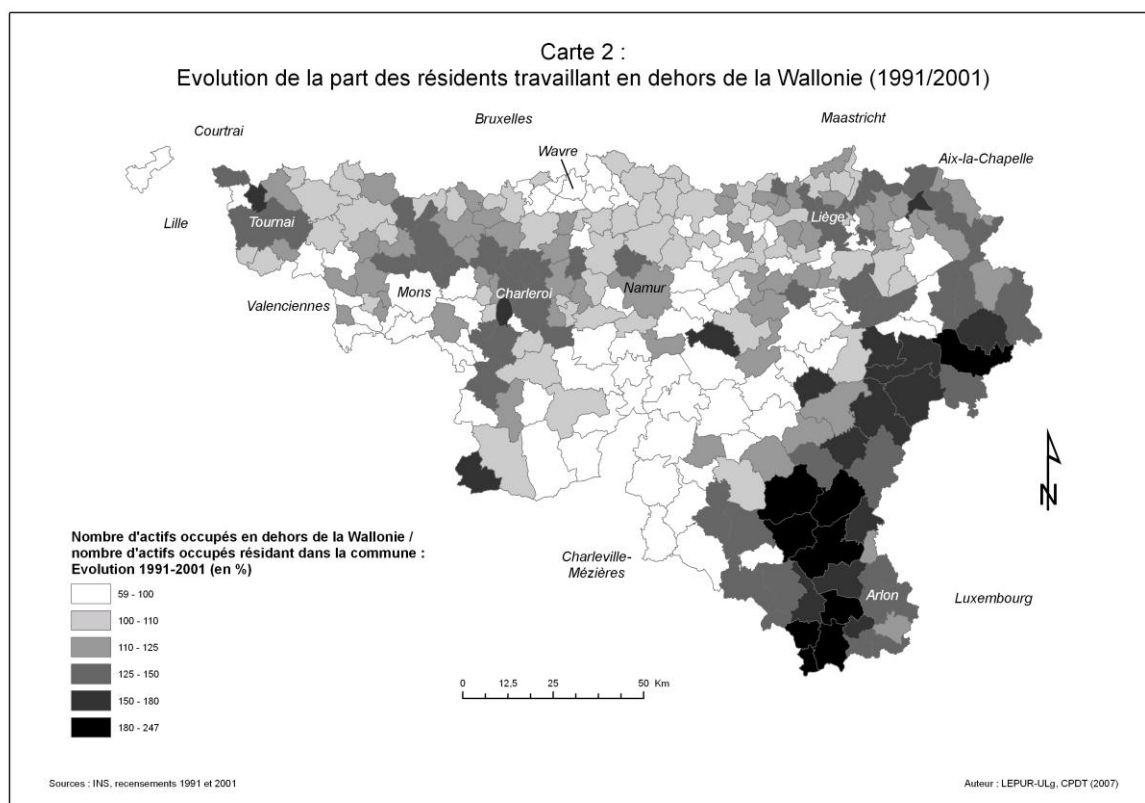 Carte 2 :
Evolution de la part des résidents travaillant en dehors de la Wallonie (1991/2001)
Bruxelles
Maastricht
Courtrai
Wavre
Aix-la-Chapelle
Lille
Tournai
Liège
Valenciennes
Mons
Charleroi
Namur
N
Nombre d'actifs occupés en dehors de la Wallonie /
nombre d'actifs occupés résidant dans la commune :
Evolution 1991-2001 (en %)
59 - 100
100 - 110
110 - 125
125 - 150
150 - 180
180 - 247
Charleville-
Mézières
Arlon
Luxembourg
0 12,5 25 50 Km
Sources : INS, recensements 1991 et 2001
Auteur : LEPUR-ULg, CPDT (2007)